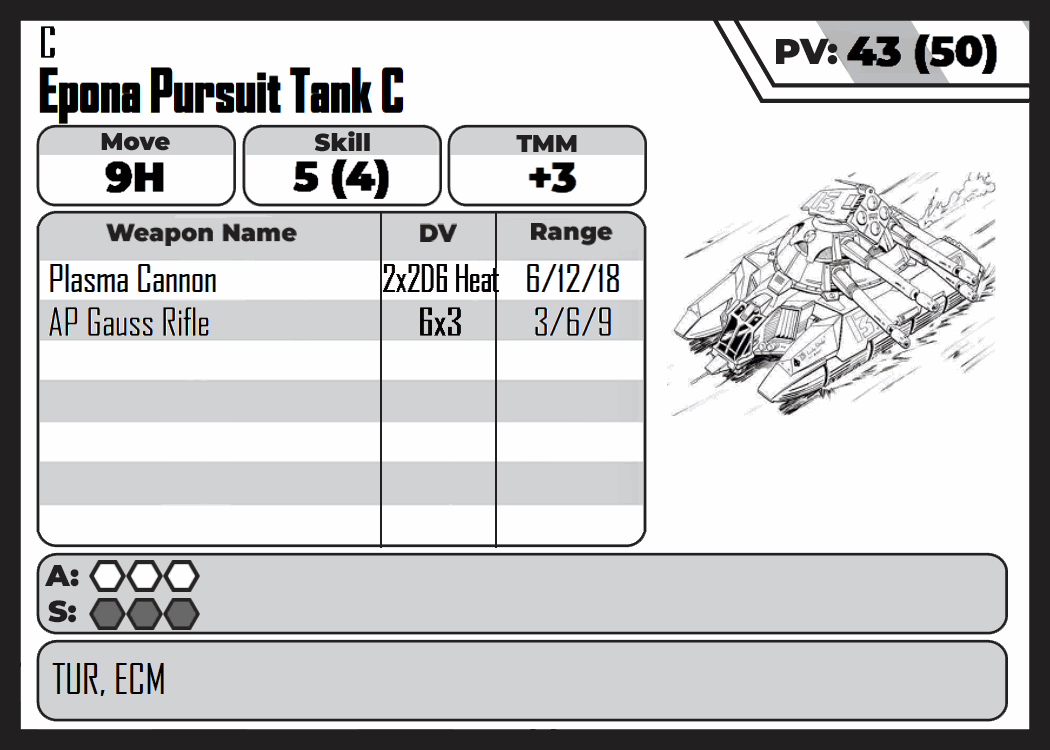 C
PV: 43 (50)
Epona Pursuit Tank C
Move Skill TMM
9H 5 (4) +3
Weapon Name DV Range
Plasma Cannon 2x2D6 Heat 6/12/18
AP Gauss Rifle 6x3 3/6/9
A:
S:
TUR, ECM